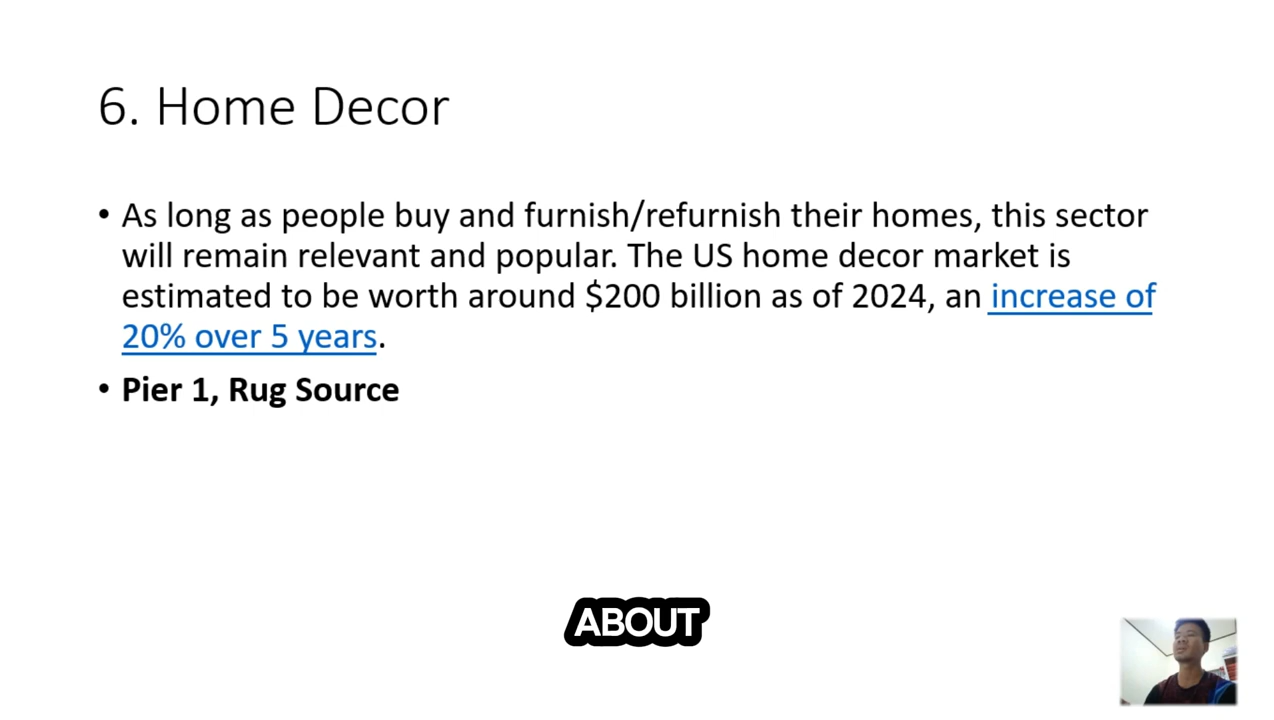 6. Home Decor
• As long as people buy and furnish/refurnish their homes, this sector
will remain relevant and popular. The US home decor market is
estimated to be worth around $200 billion as of 2024, an increase of
20% over 5 years.
• Pier 1, Rug Source
ABOUT